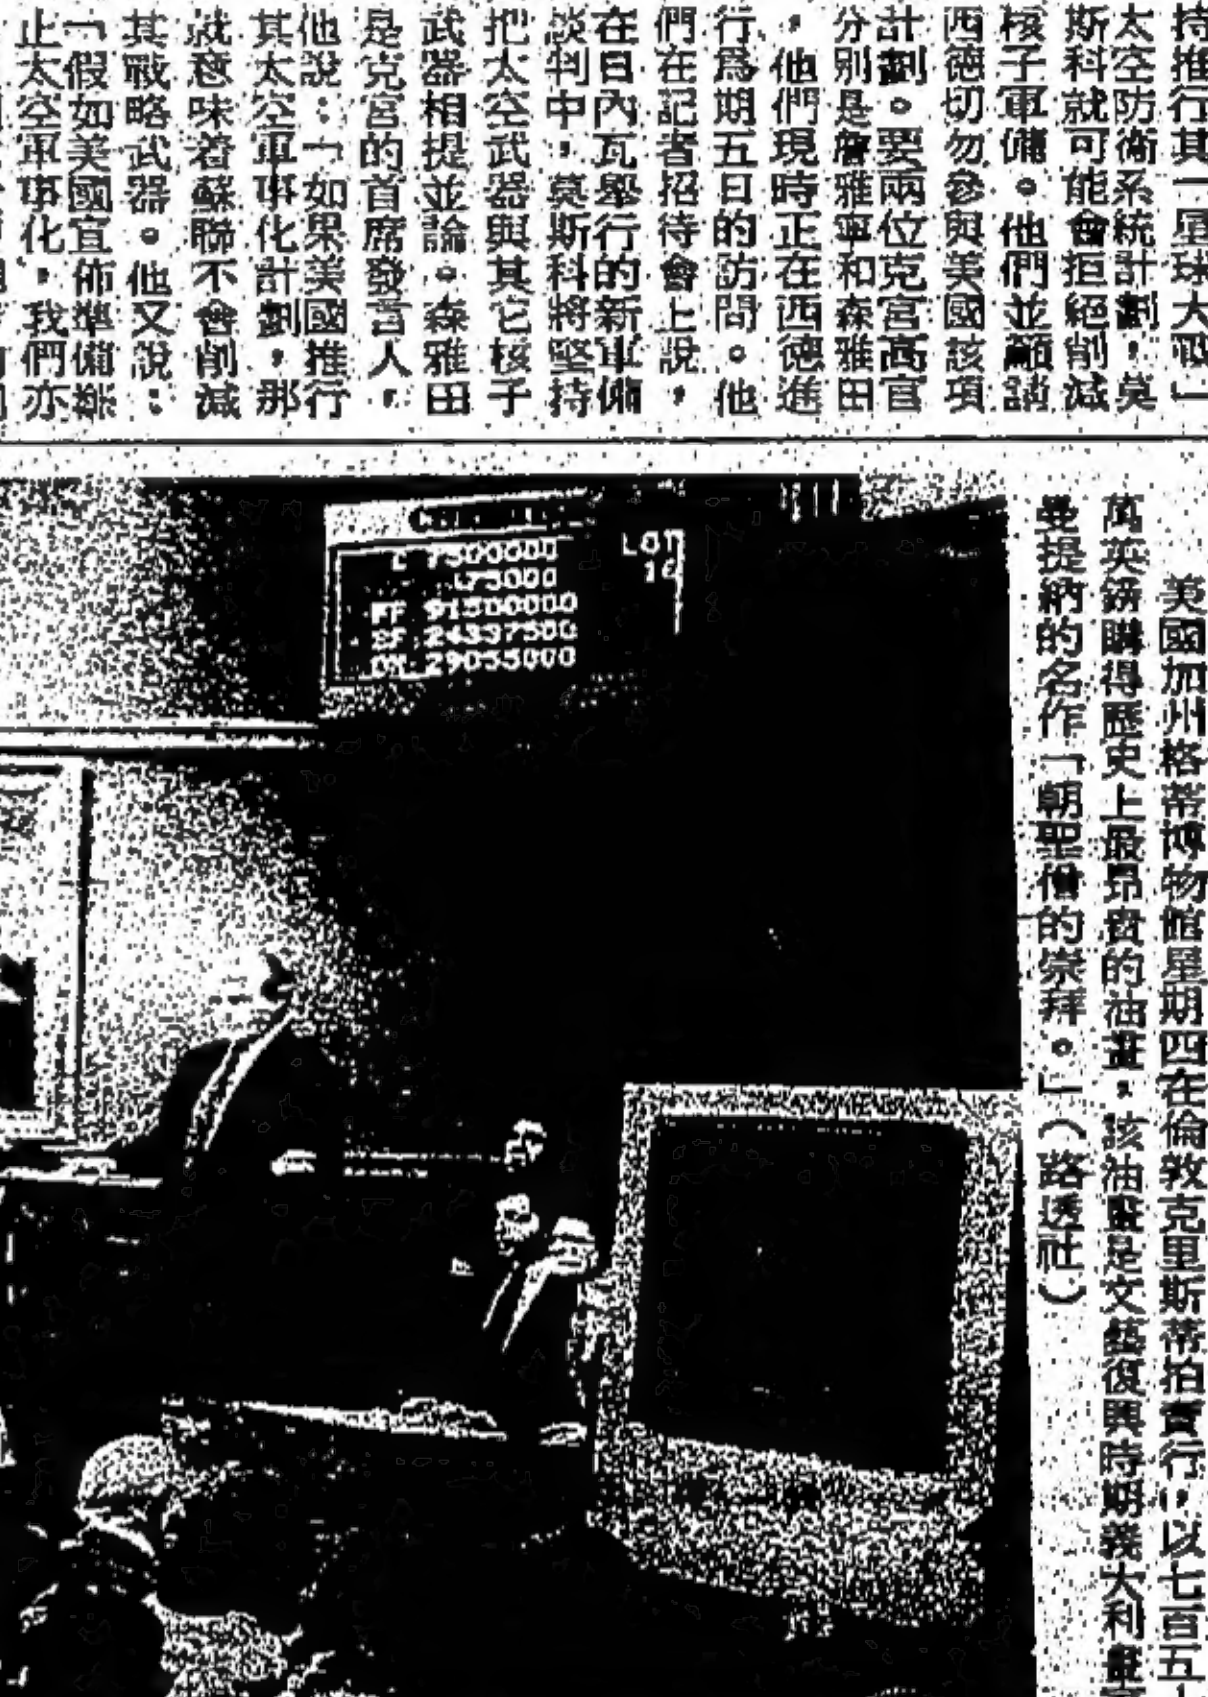 持推行其「星球大戰」
太空防衛系統計劃，莫
斯科就可能會拒絕削減
核子軍備。他們並籲請
西德切勿參與美國該項
計劃。要兩位克宮高官
分別是詹雅寧和森雅田
，他們現時正在西德進
行爲期五日的訪問。他
們在記者招待會上說，
在日內瓦舉行的新軍備
談判中，莫斯科將堅持
把太空武器與其它核子
武器相提並論。森雅田
是克宮的首席發言人，
他說：「如果美國推行
其太空軍事化計劃，那
就意味着蘇聯不會削減
其戰略武器。他又說：
「假如美國宣佈準備
止太空軍事化，我們亦
美國加州格蒂博物館星期四在倫敦克里斯蒂拍賣行，以七百五
萬英鎊購得歷史上最昂貴的油畫，該油畫是文藝復興時期義大利畫
曼提納的名作「朝聖僧的崇拜。」（路透社）
£ 7500000
LOT
10
FF 91500000
SF 24337500
DM 29055000